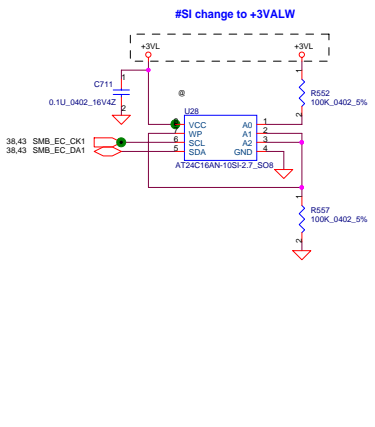 #SI change to +3VALW
+3VL
+3VL
1
C711
0.1U_0402_16V4Z
2
@
1
R552
100K_0402_5%
2
U28
8 VCC A0 1
7 WP A1 2
38,43 SMB_EC_CK1 6 SCL A2 3
38,43 SMB_EC_DA1 5 SDA GND 4
AT24C16AN-10SI-2.7_SO8
1
R557
100K_0402_5%
2